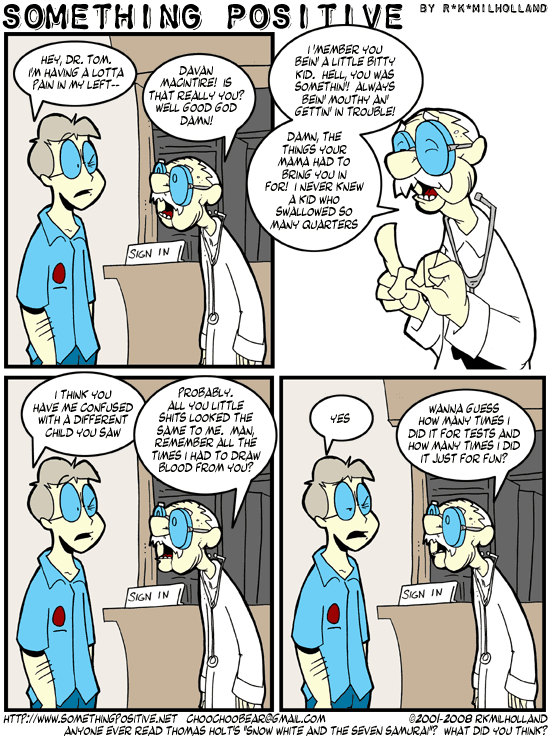 SOMETHING POSITIVE BY R*K*MILHOLLAND
HEY, DR. TOM.
I'M HAVING A LOTTA
PAIN IN MY LEFT--
DAVAN
MACINTIRE! IS
THAT REALLY YOU?
WELL GOOD GOD
DAMN!
SIGN IN
I 'MEMBER YOU
BEIN' A LITTLE BITTY
KID. HELL, YOU WAS
SOMETHIN'! ALWAYS
BEIN' MOUTHY AN'
GETTIN' IN TROUBLE!
DAMN, THE
THINGS YOUR
MAMA HAD TO
BRING YOU IN
FOR! I NEVER KNEW
A KID WHO
SWALLOWED SO
MANY QUARTERS
I THINK YOU
HAVE ME CONFUSED
WITH A DIFFERENT
CHILD YOU SAW
PROBABLY.
ALL YOU LITTLE
SHITS LOOKED THE
SAME TO ME. MAN,
REMEMBER ALL THE
TIMES I HAD TO DRAW
BLOOD FROM YOU?
SIGN IN
YES
WANNA GUESS
HOW MANY TIMES I
DID IT FOR TESTS AND
HOW MANY TIMES I DID
IT JUST FOR FUN?
SIGN IN
HTTP://WWW.SOMETHINGPOSITIVE.NET CHOOCHOOBEAR@GMAIL.COM ©2001-2008 RKMILHOLLAND
ANYONE EVER READ THOMAS HOLT'S "SNOW WHITE AND THE SEVEN SAMURAI"? WHAT DID YOU THINK?